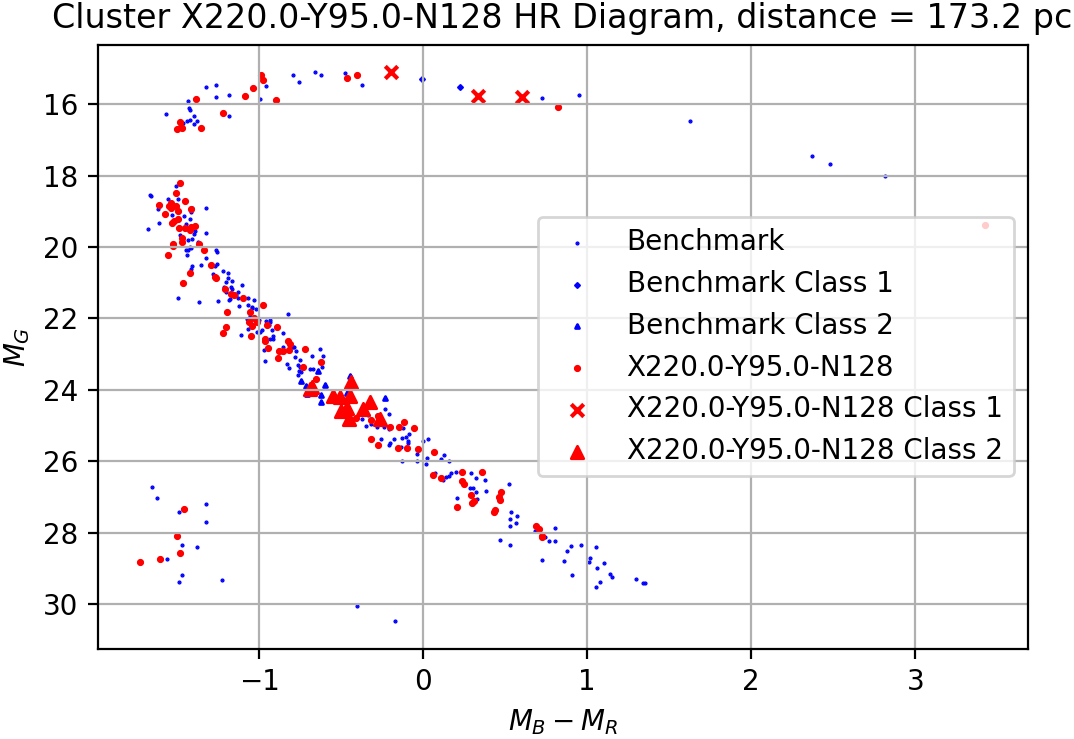 Cluster X220.0-Y95.0-N128 HR Diagram, distance = 173.2 pc
16
18
20
22
24
26
28
30
M_G
Benchmark
Benchmark Class 1
Benchmark Class 2
X220.0-Y95.0-N128
X220.0-Y95.0-N128 Class 1
X220.0-Y95.0-N128 Class 2
−1 0 1 2 3
M_B − M_R